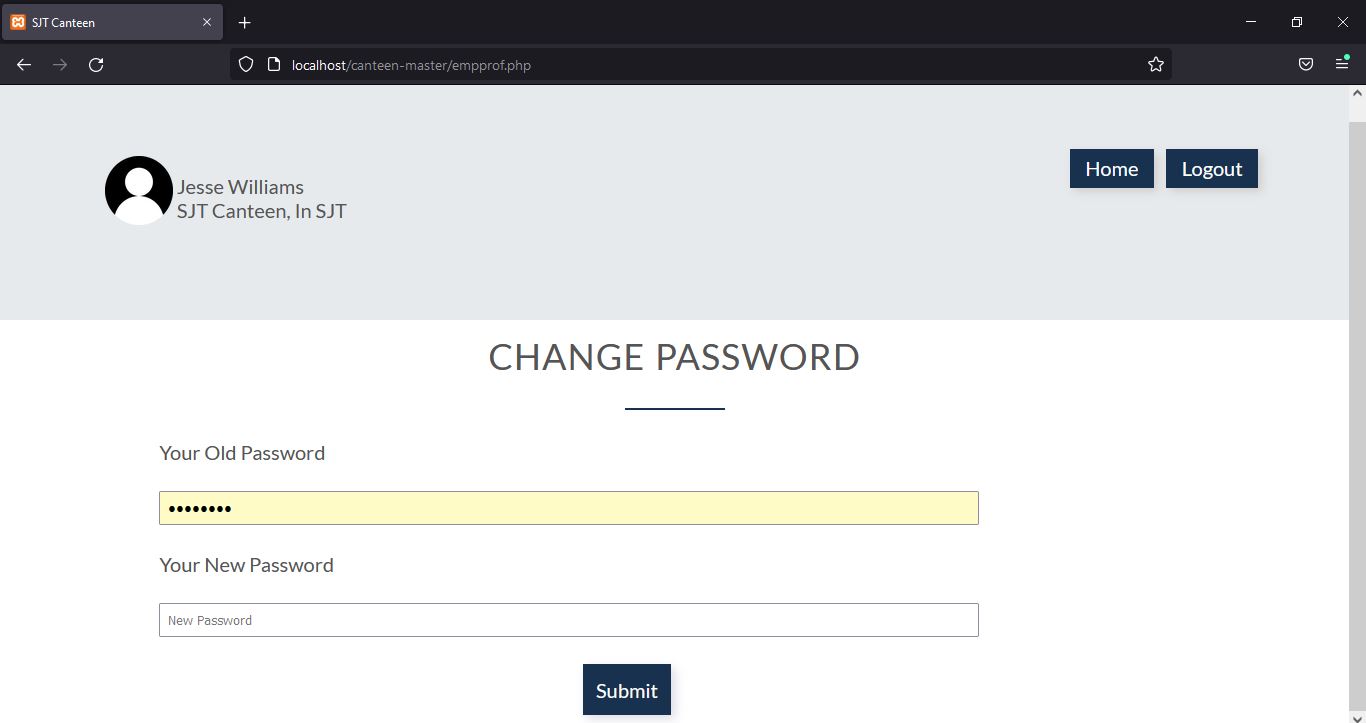 SJT Canteen
localhost/canteen-master/empprof.php
Jesse Williams
SJT Canteen, In SJT
Home
Logout
CHANGE PASSWORD
Your Old Password
••••••••
Your New Password
New Password
Submit